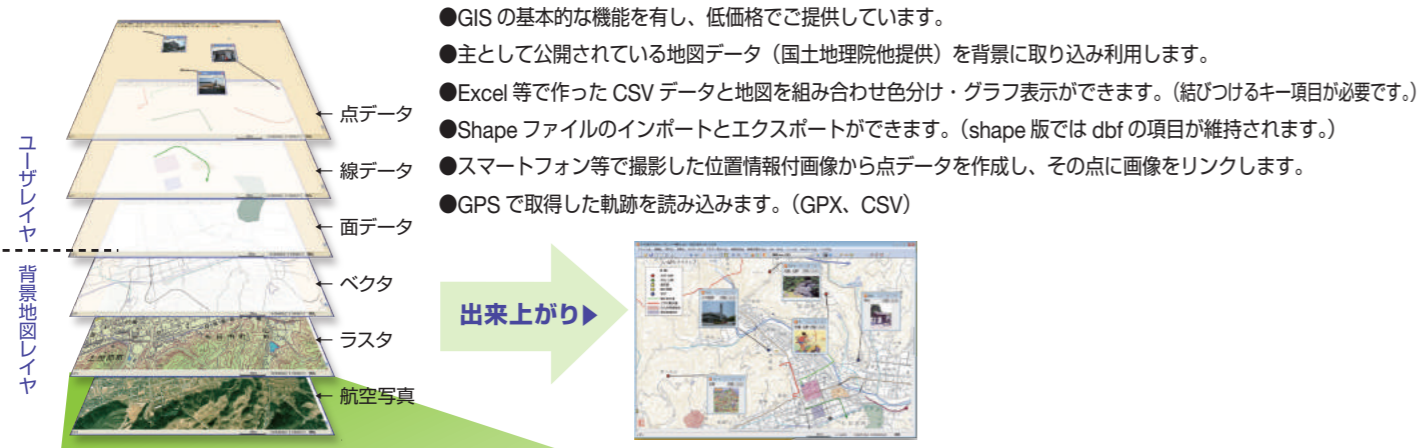 ●GIS の基本的な機能を有し、低価格でご提供しています。
●主として公開されている地図データ（国土地理院他提供）を背景に取り込み利用します。
●Excel 等で作った CSV データと地図を組み合わせ色分け・グラフ表示ができます。（結びつけるキー項目が必要です。）
●Shape ファイルのインポートとエクスポートができます。（shape 版では dbf の項目が維持されます。）
●スマートフォン等で撮影した位置情報付画像から点データを作成し、その点に画像をリンクします。
●GPS で取得した軌跡を読み込みます。（GPX、CSV）
ユーザレイヤ
背景地図レイヤ
点データ
線データ
面データ
ベクタ
ラスタ
航空写真
出来上がり▶